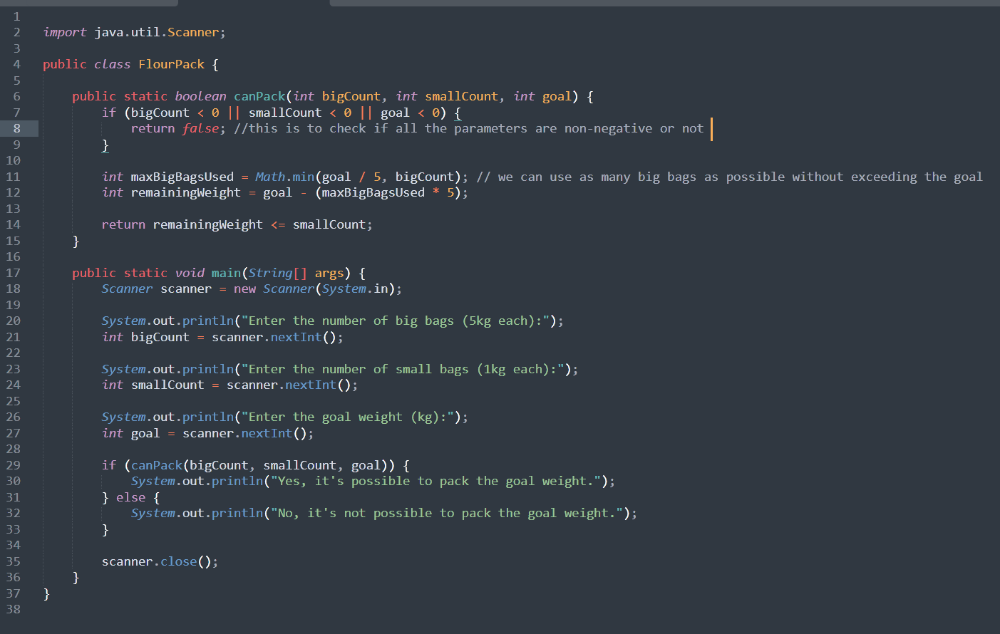 1
2 import java.util.Scanner;
3
4 public class FlourPack {
5
6 public static boolean canPack(int bigCount, int smallCount, int goal) {
7 if (bigCount < 0 || smallCount < 0 || goal < 0) {
8 return false; //this is to check if all the parameters are non-negative or not
9 }
10
11 int maxBigBagsUsed = Math.min(goal / 5, bigCount); // we can use as many big bags as possible without exceeding the goal
12 int remainingWeight = goal - (maxBigBagsUsed * 5);
13
14 return remainingWeight <= smallCount;
15 }
16
17 public static void main(String[] args) {
18 Scanner scanner = new Scanner(System.in);
19
20 System.out.println("Enter the number of big bags (5kg each):");
21 int bigCount = scanner.nextInt();
22
23 System.out.println("Enter the number of small bags (1kg each):");
24 int smallCount = scanner.nextInt();
25
26 System.out.println("Enter the goal weight (kg):");
27 int goal = scanner.nextInt();
28
29 if (canPack(bigCount, smallCount, goal)) {
30 System.out.println("Yes, it's possible to pack the goal weight.");
31 } else {
32 System.out.println("No, it's not possible to pack the goal weight.");
33 }
34
35 scanner.close();
36 }
37 }
38